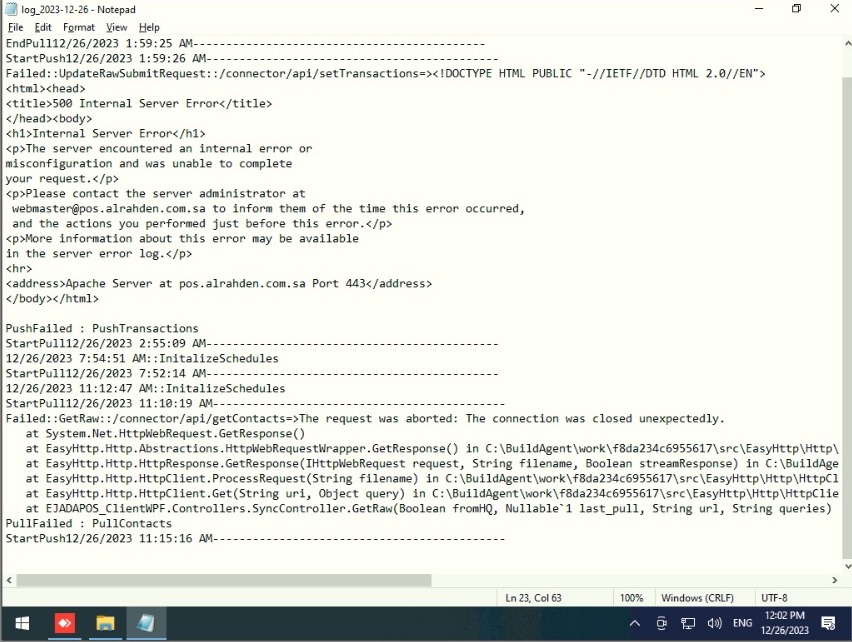 log_2023-12-26 - Notepad
File Edit Format View Help
EndPull12/26/2023 1:59:25 AM-----------------------------------------
StartPush12/26/2023 1:59:26 AM-----------------------------------------
Failed::UpdateRawSubmitRequest::/connector/api/setTransactions=><!DOCTYPE HTML PUBLIC "-//IETF//DTD HTML 2.0//EN">
<html><head>
<title>500 Internal Server Error</title>
</head><body>
<h1>Internal Server Error</h1>
<p>The server encountered an internal error or
misconfiguration and was unable to complete
your request.</p>
<p>Please contact the server administrator at
webmaster@pos.alrahden.com.sa to inform them of the time this error occurred,
and the actions you performed just before this error.</p>
<p>More information about this error may be available
in the server error log.</p>
<hr>
<address>Apache Server at pos.alrahden.com.sa Port 443</address>
</body></html>
PushFailed : PushTransactions
StartPull12/26/2023 2:55:09 AM-----------------------------------------
12/26/2023 7:54:51 AM::InitalizeSchedules
StartPull12/26/2023 7:52:14 AM-----------------------------------------
12/26/2023 11:12:47 AM::InitalizeSchedules
StartPull12/26/2023 11:10:19 AM-----------------------------------------
Failed::GetRaw::/connector/api/getContacts=>The request was aborted: The connection was closed unexpectedly.
at System.Net.HttpWebRequest.GetResponse()
at EasyHttp.Http.Abstractions.HttpWebRequestWrapper.GetResponse() in C:\BuildAgent\work\f8da234c6955617\src\EasyHttp\Http\
at EasyHttp.Http.HttpResponse.GetResponse(IHttpWebRequest request, String filename, Boolean streamResponse) in C:\BuildAge
at EasyHttp.Http.HttpClient.ProcessRequest(String filename) in C:\BuildAgent\work\f8da234c6955617\src\EasyHttp\Http\HttpCl
at EasyHttp.Http.HttpClient.Get(String uri, Object query) in C:\BuildAgent\work\f8da234c6955617\src\EasyHttp\Http\HttpClie
at EJADAPOS_ClientWPF.Controllers.SyncController.GetRaw(Boolean fromHQ, Nullable`1 last_pull, String url, String queries)
PullFailed : PullContacts
StartPush12/26/2023 11:15:16 AM-----------------------------------------
Ln 23, Col 63 100% Windows (CRLF) UTF-8
ENG 12:02 PM
12/26/2023